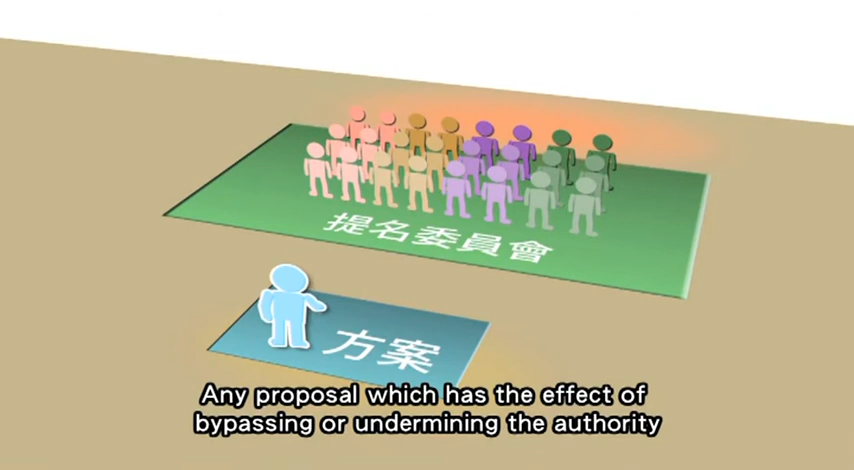 提名委員會
方案
Any proposal which has the effect of
bypassing or undermining the authority